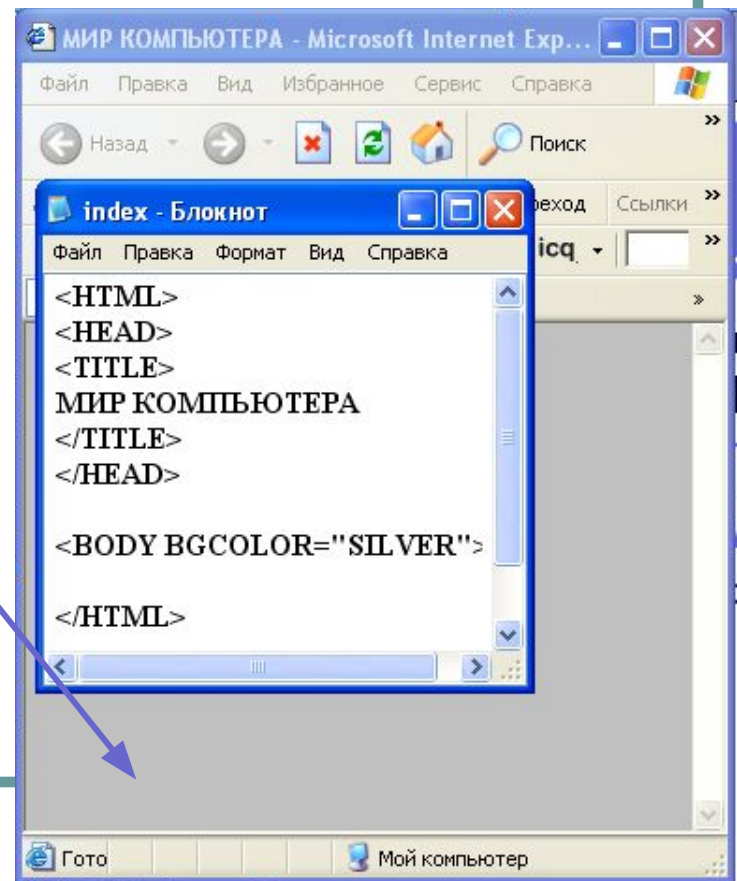 МИР КОМПЬЮТЕРА - Microsoft Internet Exp...
Файл Правка Вид Избранное Сервис Справка
Назад Поиск »
index - Блокнот
еход Ссылки »
Файл Правка Формат Вид Справка
icq »
»
<HTML>
<HEAD>
<TITLE>
МИР КОМПЬЮТЕРА
</TITLE>
</HEAD>
<BODY BGCOLOR="SILVER">
</HTML>
Гото Мой компьютер